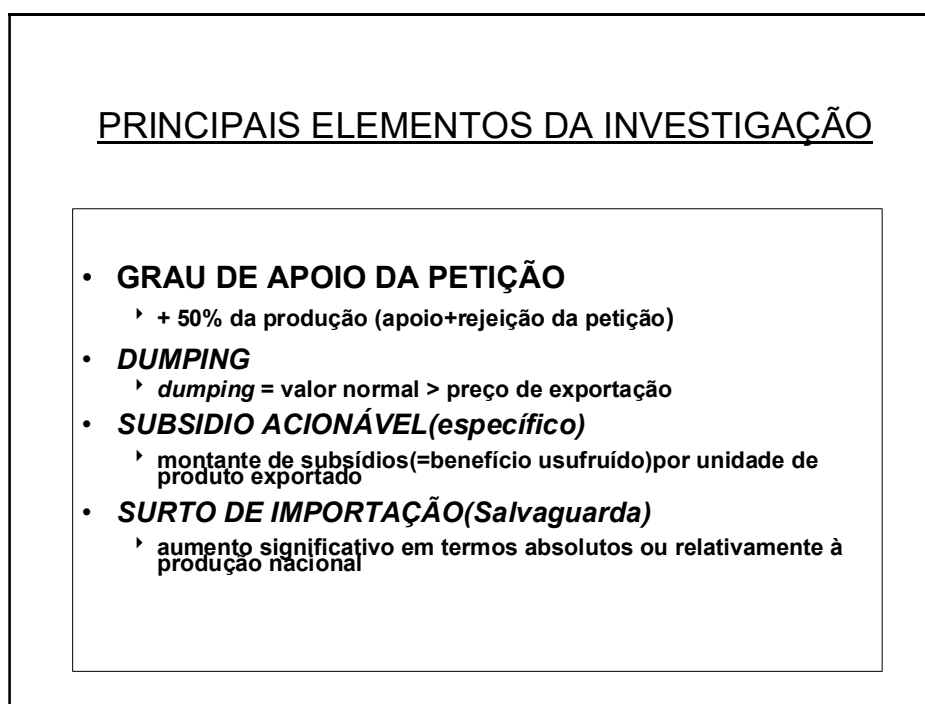 PRINCIPAIS ELEMENTOS DA INVESTIGAÇÃO
• GRAU DE APOIO DA PETIÇÃO
‣ + 50% da produção (apoio+rejeição da petição)
• DUMPING
‣ dumping = valor normal > preço de exportação
• SUBSIDIO ACIONÁVEL(específico)
‣ montante de subsídios(=benefício usufruído)por unidade de
produto exportado
• SURTO DE IMPORTAÇÃO(Salvaguarda)
‣ aumento significativo em termos absolutos ou relativamente à
produção nacional